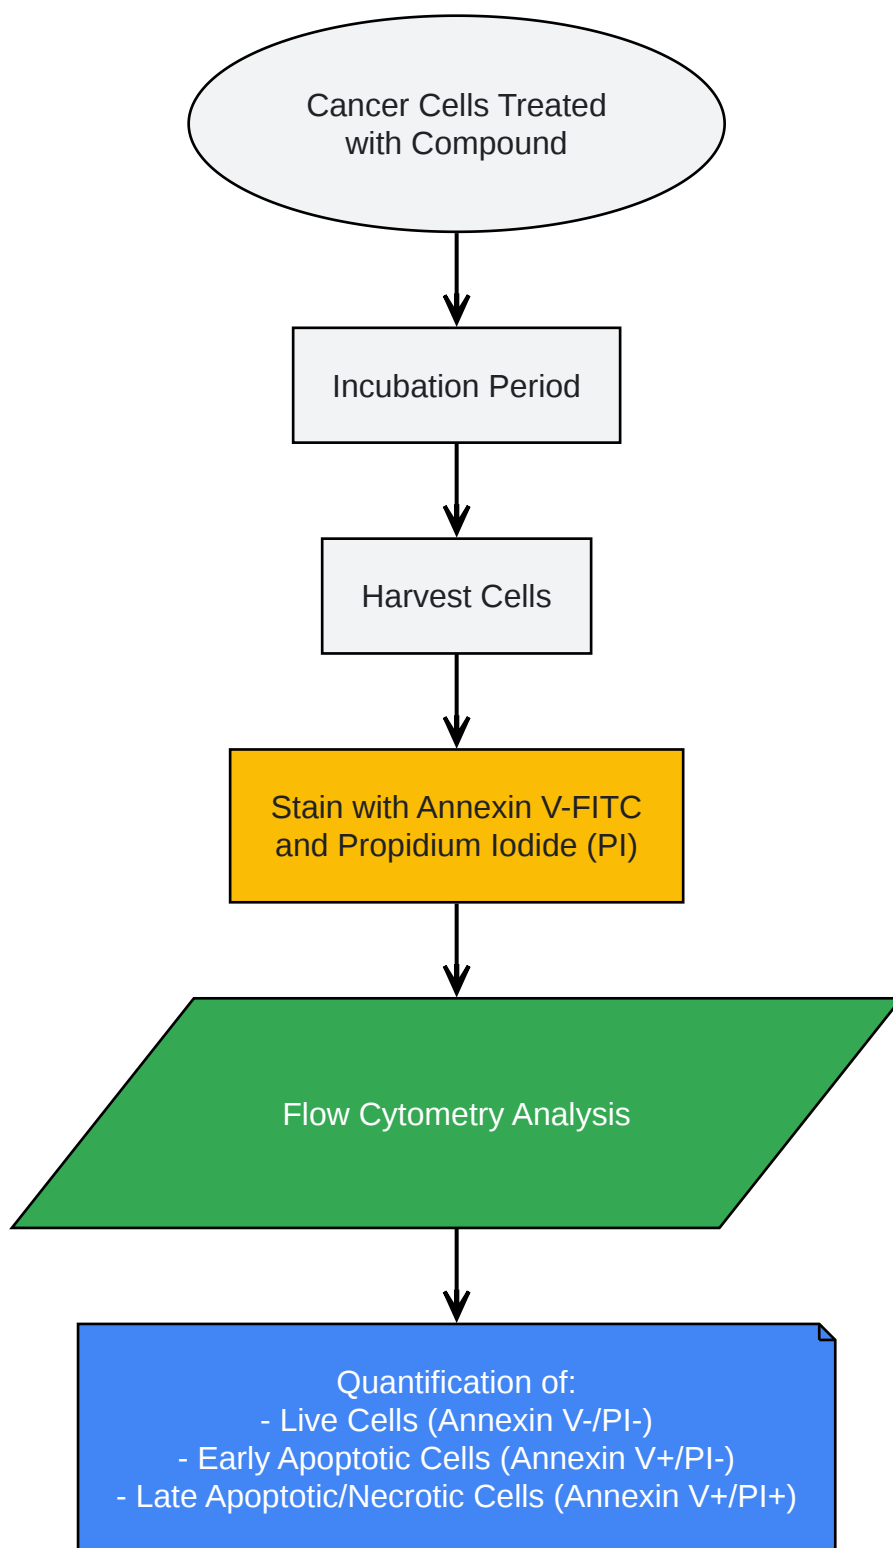 Cancer Cells Treated
with Compound
Incubation Period
Harvest Cells
Stain with Annexin V-FITC
and Propidium Iodide (PI)
Flow Cytometry Analysis
Quantification of:
- Live Cells (Annexin V-/PI-)
- Early Apoptotic Cells (Annexin V+/PI-)
- Late Apoptotic/Necrotic Cells (Annexin V+/PI+)